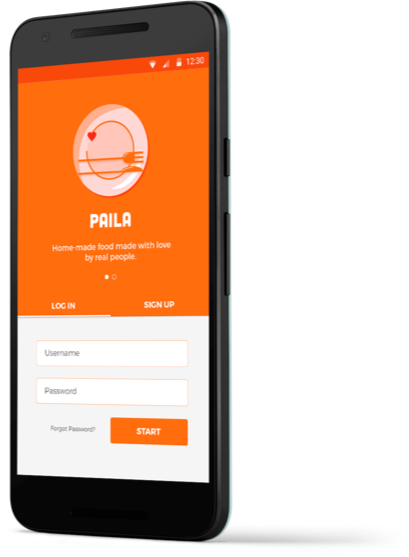 12:30
PAILA
Home-made food made with love
by real people.
LOG IN SIGN UP
Username
Password
Forgot Password? START